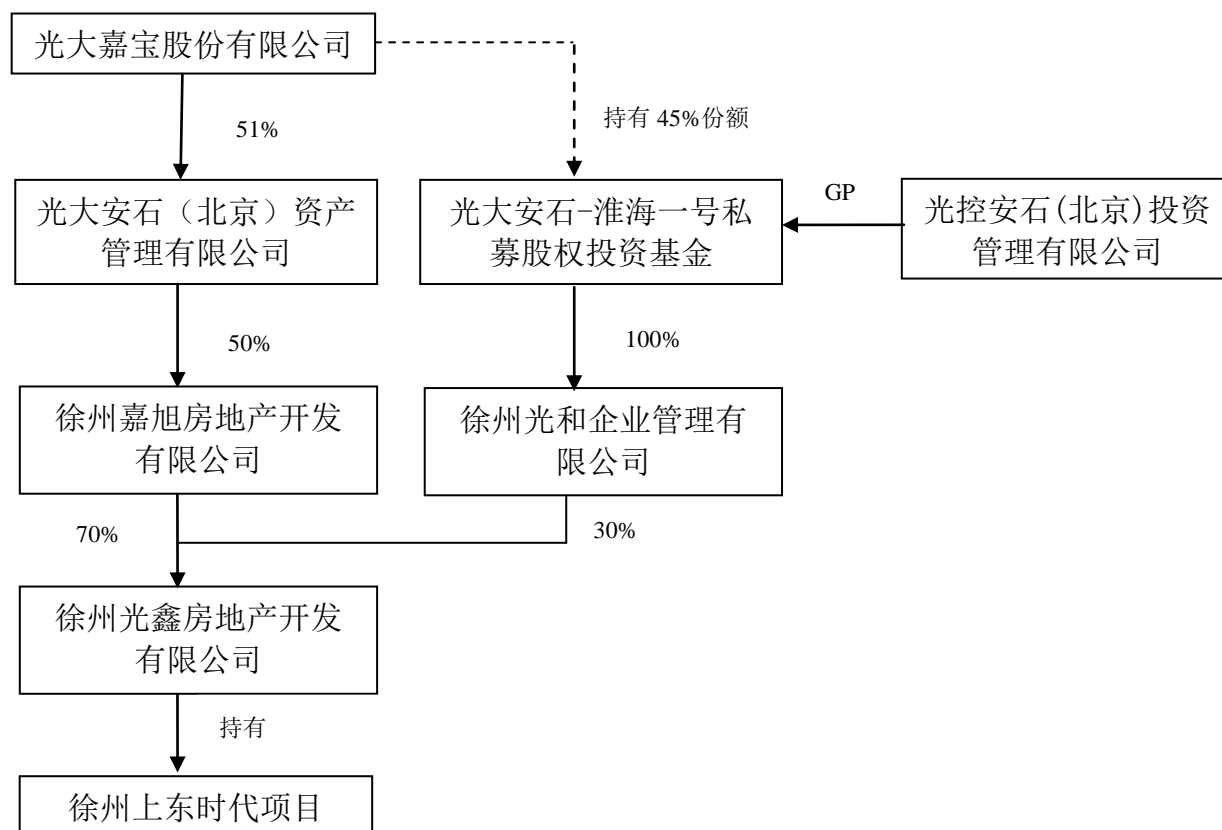 光大嘉宝股份有限公司
51%
持有 45%份额
光大安石（北京）资产
管理有限公司
光大安石-淮海一号私
募股权投资基金
GP
光控安石(北京)投资
管理有限公司
50%
100%
徐州嘉旭房地产开发
有限公司
徐州光和企业管理有
限公司
70%
30%
徐州光鑫房地产开发
有限公司
持有
徐州上东时代项目